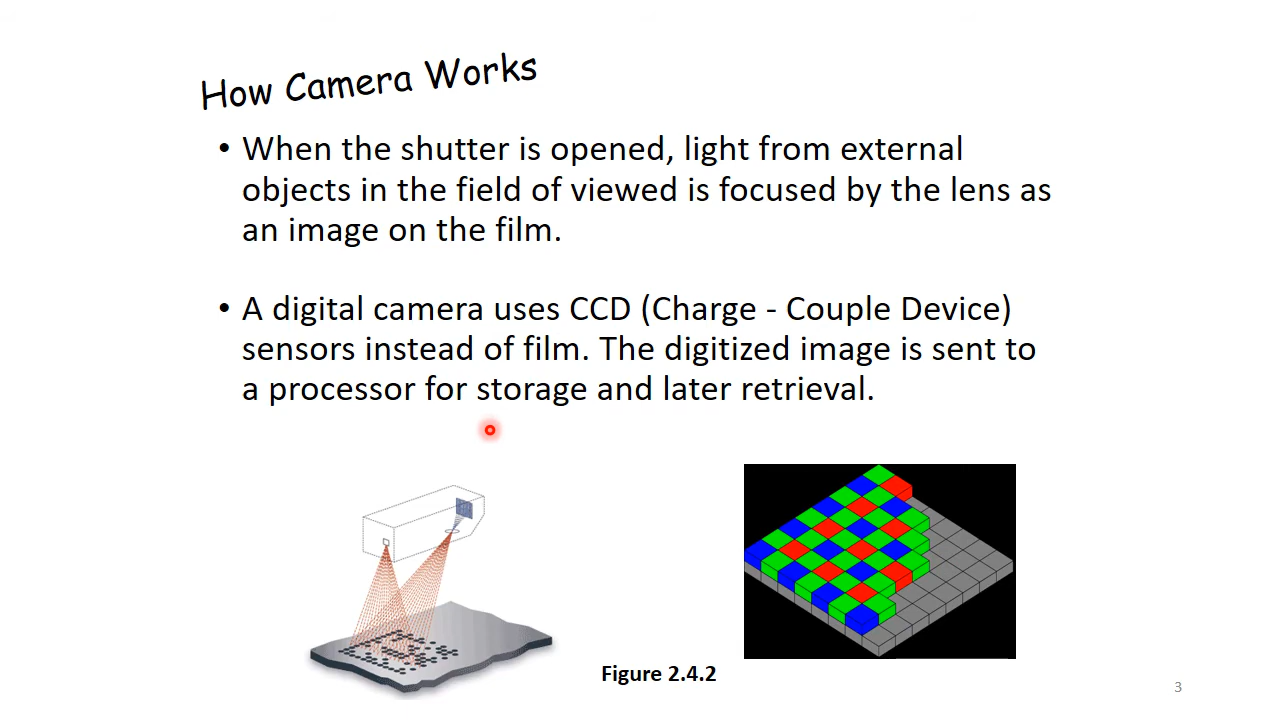 How Camera Works
• When the shutter is opened, light from external
objects in the field of viewed is focused by the lens as
an image on the film.
• A digital camera uses CCD (Charge - Couple Device)
sensors instead of film. The digitized image is sent to
a processor for storage and later retrieval.
Figure 2.4.2
3